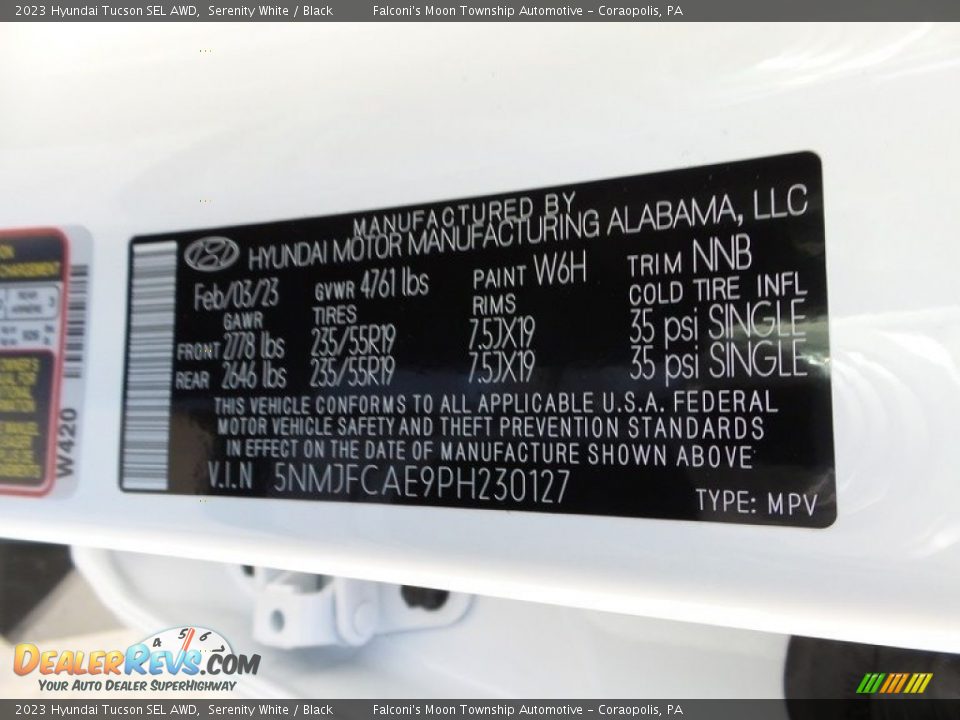 2023 Hyundai Tucson SEL AWD, Serenity White / Black Falconi's Moon Township Automotive - Coraopolis, PA
MANUFACTURED BY
HYUNDAI MOTOR MANUFACTURING ALABAMA, LLC
Feb/03/23 GVWR 4761 lbs PAINT W6H TRIM NNB
GAWR TIRES RIMS COLD TIRE INFL
FRONT 2778 lbs 235/55R19 7.5JX19 35 psi SINGLE
REAR 2646 lbs 235/55R19 7.5JX19 35 psi SINGLE
THIS VEHICLE CONFORMS TO ALL APPLICABLE U.S.A. FEDERAL
MOTOR VEHICLE SAFETY AND THEFT PREVENTION STANDARDS
IN EFFECT ON THE DATE OF MANUFACTURE SHOWN ABOVE
V.I.N 5NMJFCAE9PH230127
TYPE: MPV
W420
4 5 6
DEALERREVS.COM
YOUR AUTO DEALER SUPERHIGHWAY
2023 Hyundai Tucson SEL AWD, Serenity White / Black Falconi's Moon Township Automotive - Coraopolis, PA